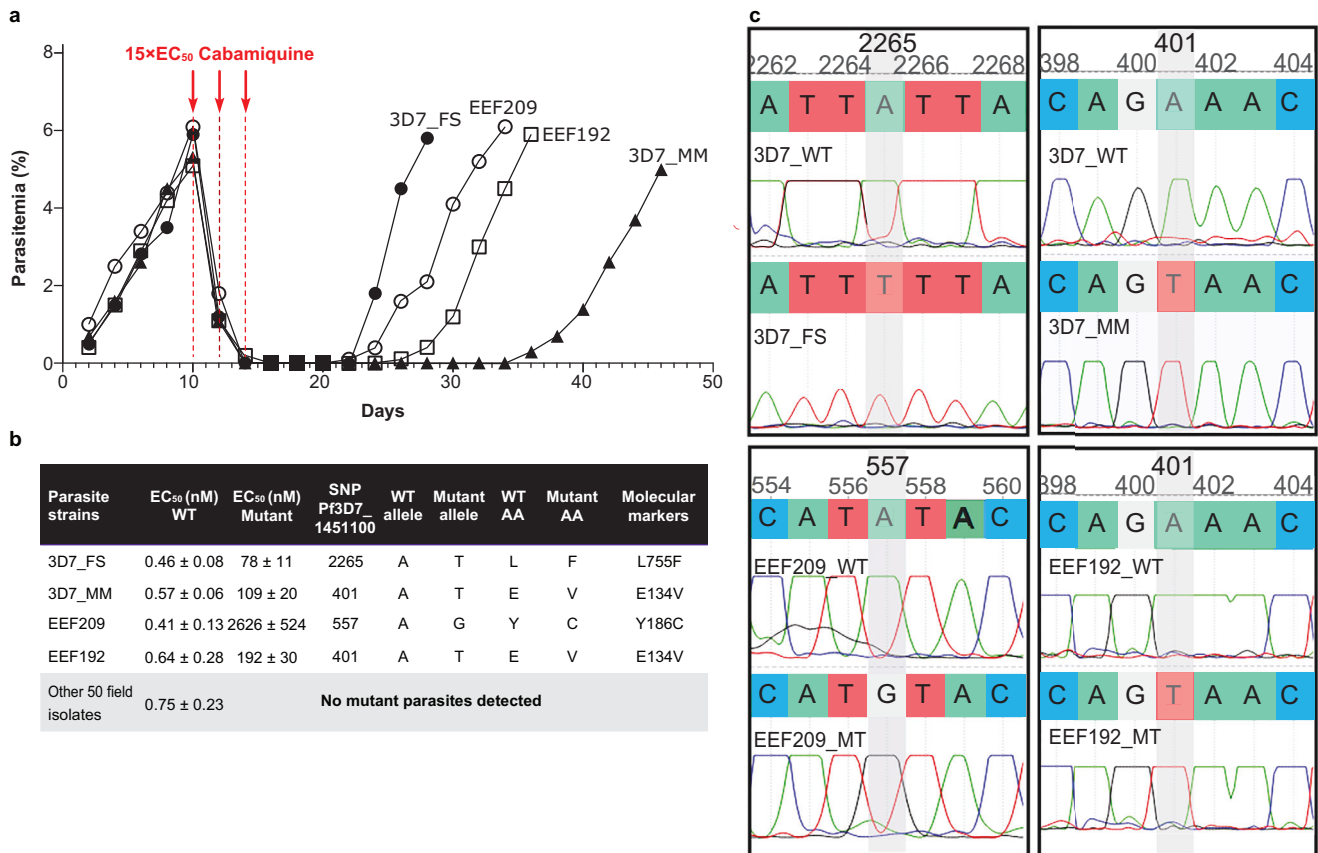 a
15×EC₅₀ Cabamiquine
8
6
4
2
0
Parasitemia (%)
3D7_FS
EEF209
EEF192
3D7_MM
0 10 20 30 40 50
Days
b
Parasite strains EC₅₀ (nM) WT EC₅₀ (nM) Mutant SNP Pf3D7_1451100 WT allele Mutant allele WT AA Mutant AA Molecular markers
3D7_FS 0.46 ± 0.08 78 ± 11 2265 A T L F L755F
3D7_MM 0.57 ± 0.06 109 ± 20 401 A T E V E134V
EEF209 0.41 ± 0.13 2626 ± 524 557 A G Y C Y186C
EEF192 0.64 ± 0.28 192 ± 30 401 A T E V E134V
Other 50 field isolates 0.75 ± 0.23 No mutant parasites detected
c
2265
2262 2264 2266 2268
A T T A T T A
3D7_WT
A T T T T T A
3D7_FS
401
398 400 402 404
C A G A A A C
3D7_WT
C A G T A A C
3D7_MM
557
554 556 558 560
C A T A T A C
EEF209_WT
C A T G T A C
EEF209_MT
401
398 400 402 404
C A G A A A C
EEF192_WT
C A G T A A C
EEF192_MT